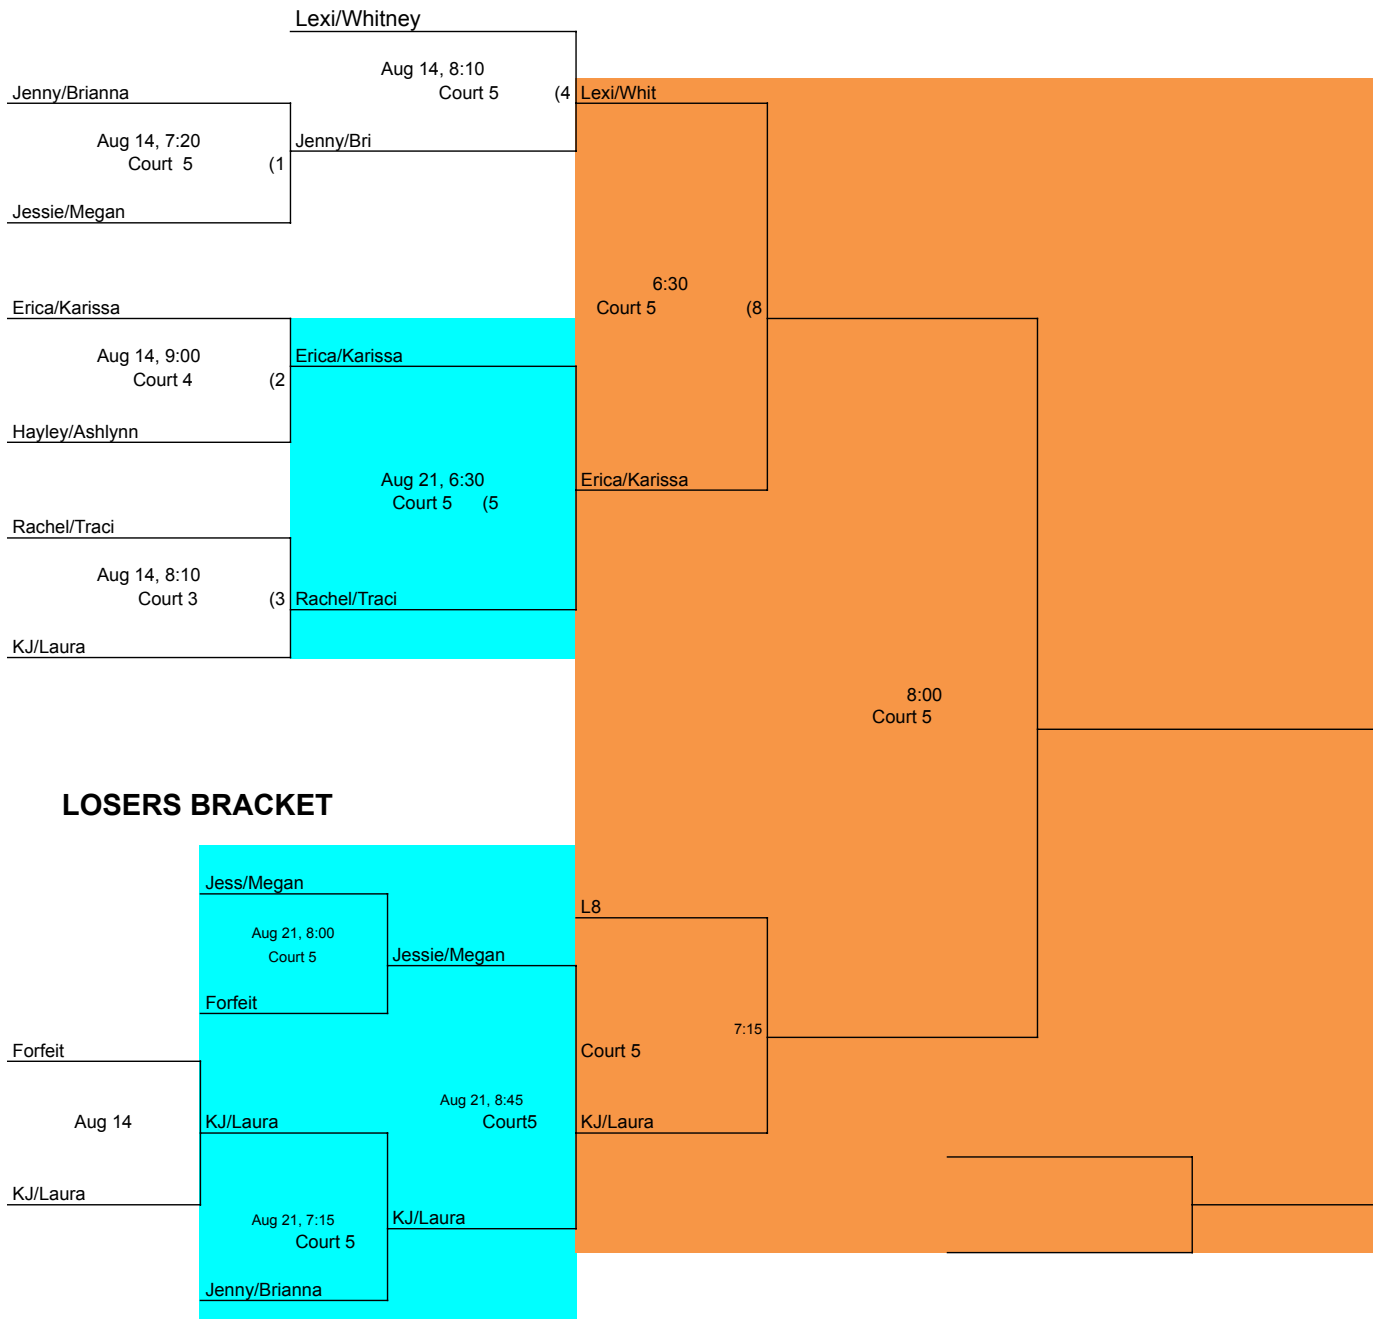 Lexi/Whitney
Aug 14, 8:10
Court 5 (4
Lexi/Whit
Jenny/Brianna
Aug 14, 7:20
Court 5 (1
Jenny/Bri
Jessie/Megan
6:30
Court 5 (8
Erica/Karissa
Aug 14, 9:00
Court 4 (2
Erica/Karissa
Hayley/Ashlynn
Aug 21, 6:30
Court 5 (5
Erica/Karissa
Rachel/Traci
Aug 14, 8:10
Court 3 (3
Rachel/Traci
KJ/Laura
8:00
Court 5
LOSERS BRACKET
Jess/Megan
L8
Aug 21, 8:00
Court 5
Jessie/Megan
Forfeit
7:15
Court 5
Forfeit
Aug 14
KJ/Laura
Aug 21, 8:45
Court5
KJ/Laura
KJ/Laura
Aug 21, 7:15
Court 5
KJ/Laura
Jenny/Brianna